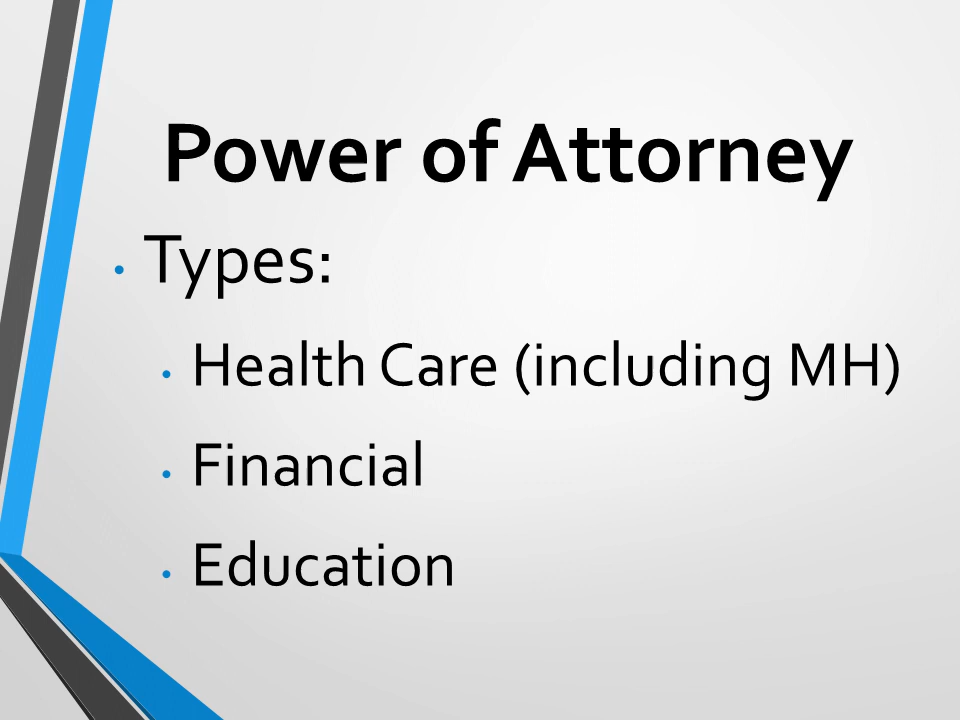 Power of Attorney
• Types:
• Health Care (including MH)
• Financial
• Education